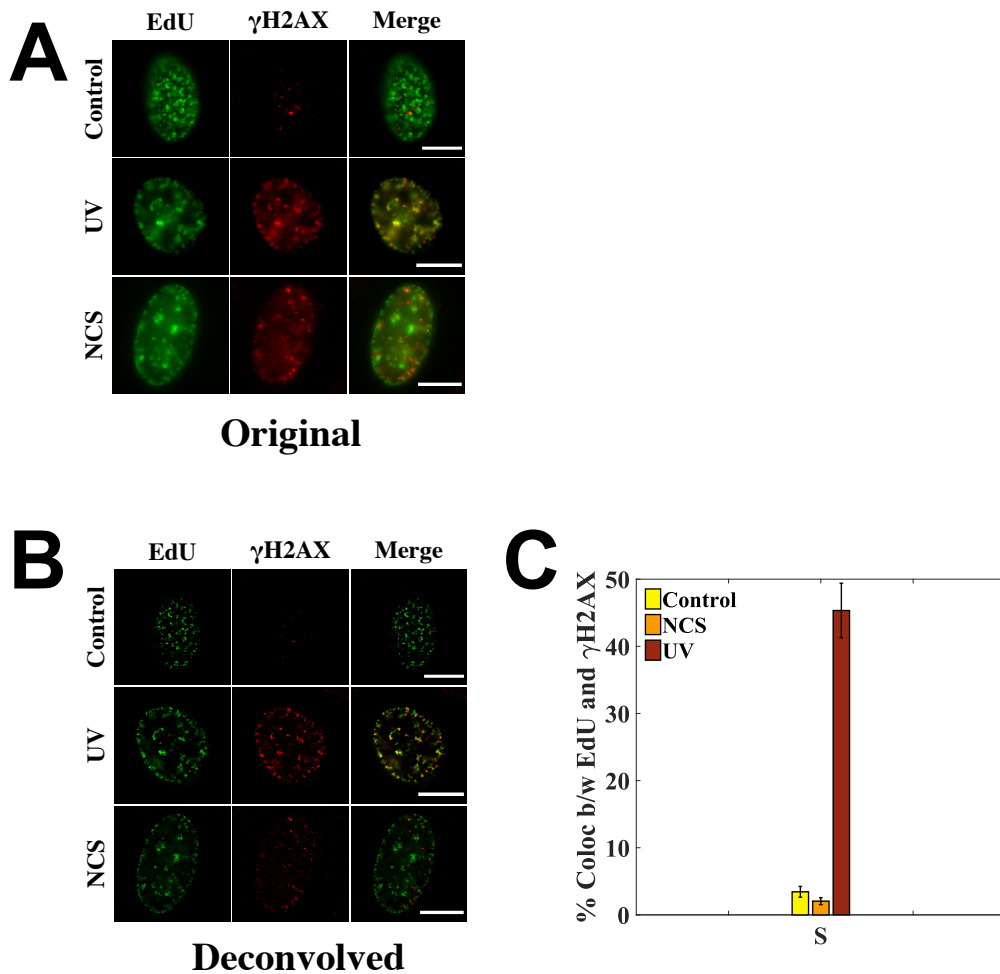 A
EdU γH2AX Merge
Control
UV
NCS
Original
B
EdU γH2AX Merge
Control
UV
NCS
Deconvolved
C
% Coloc b/w EdU and γH2AX
50
40
30
20
10
0
Control
NCS
UV
S